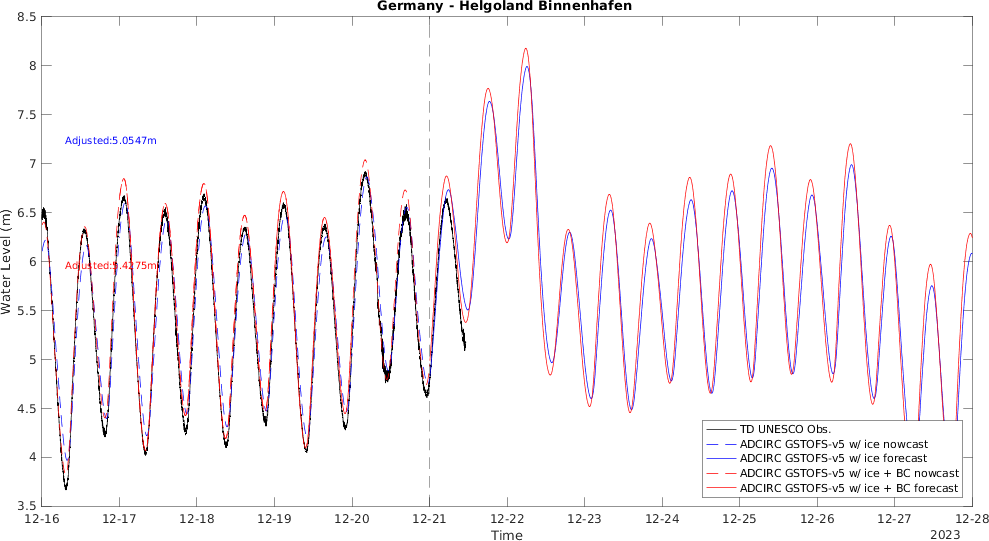 Germany - Helgoland Binnenhafen
8.5
8
7.5
7
6.5
6
5.5
5
4.5
4
3.5
Water Level (m)
Adjusted:5.0547m
Adjusted:5.4275m
TD UNESCO Obs.
ADCIRC GSTOFS-v5 w/ ice nowcast
ADCIRC GSTOFS-v5 w/ ice forecast
ADCIRC GSTOFS-v5 w/ ice + BC nowcast
ADCIRC GSTOFS-v5 w/ ice + BC forecast
12-16 12-17 12-18 12-19 12-20 12-21 12-22 12-23 12-24 12-25 12-26 12-27 12-28
Time
2023